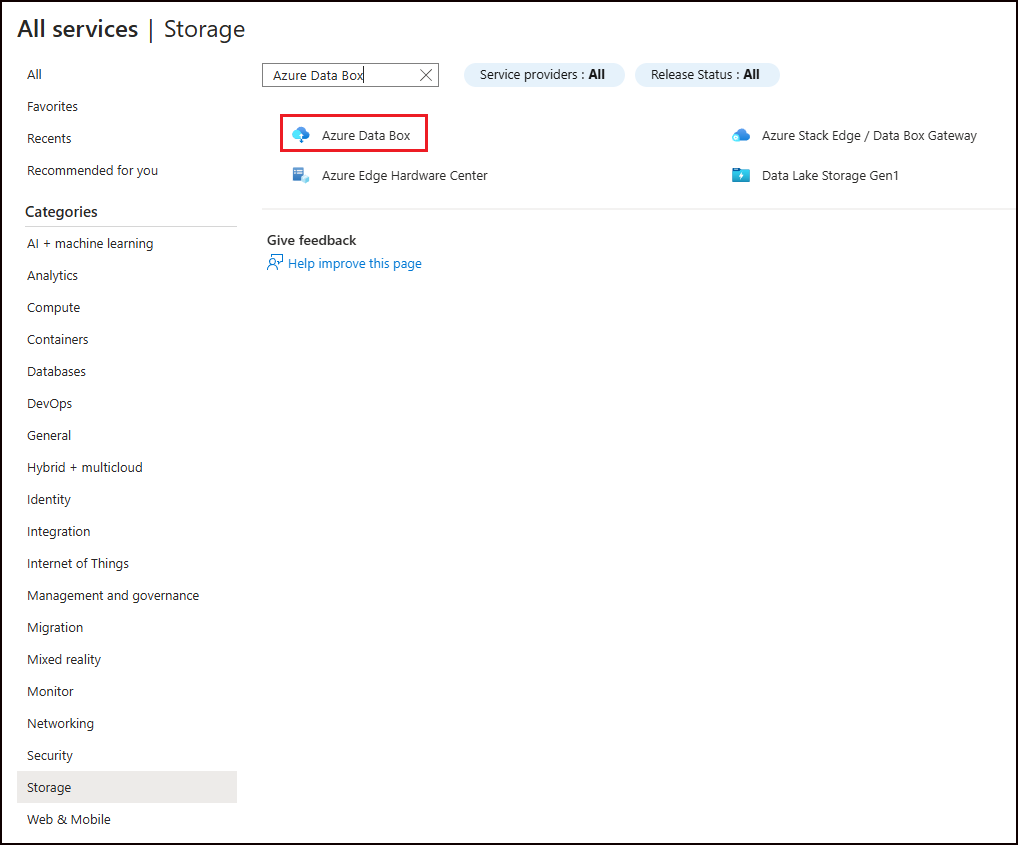 All services | Storage
All
Favorites
Recents
Recommended for you
Categories
AI + machine learning
Analytics
Compute
Containers
Databases
DevOps
General
Hybrid + multicloud
Identity
Integration
Internet of Things
Management and governance
Migration
Mixed reality
Monitor
Networking
Security
Storage
Web & Mobile
Azure Data Box
Service providers : All
Release Status : All
Azure Data Box
Azure Stack Edge / Data Box Gateway
Azure Edge Hardware Center
Data Lake Storage Gen1
Give feedback
Help improve this page